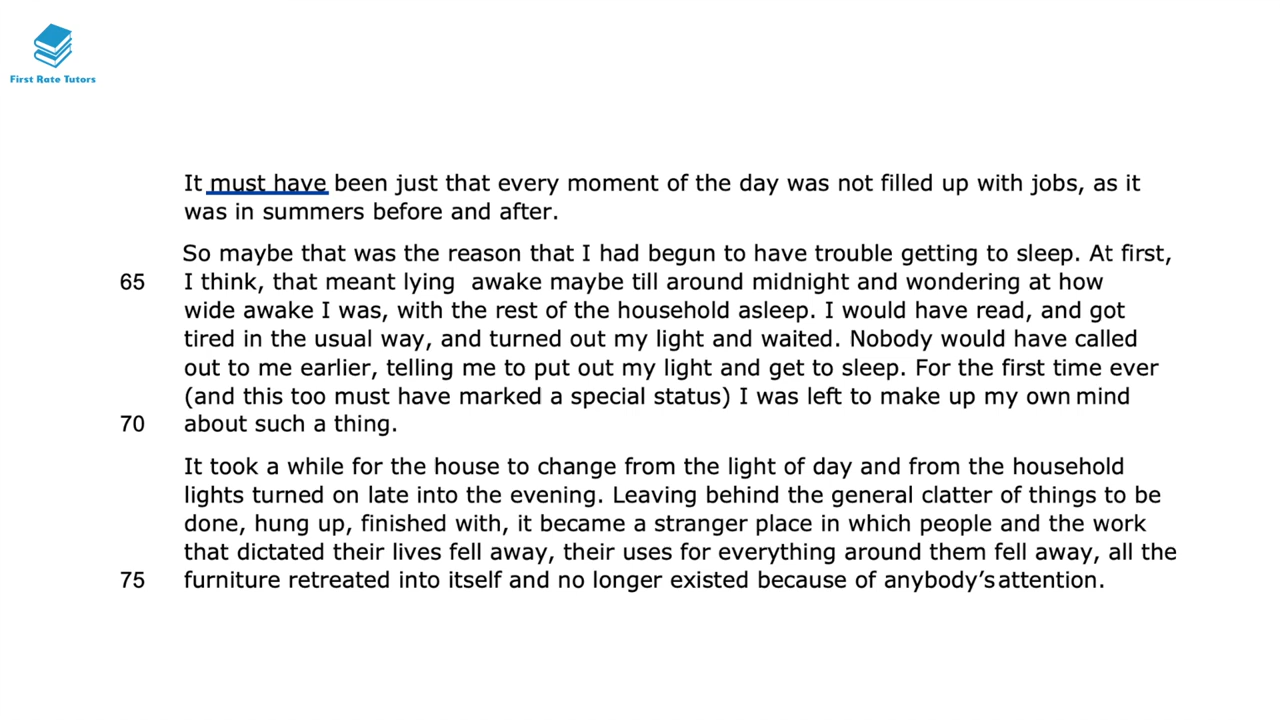 First Rate Tutors
It must have been just that every moment of the day was not filled up with jobs, as it
was in summers before and after.
So maybe that was the reason that I had begun to have trouble getting to sleep. At first,
65 I think, that meant lying awake maybe till around midnight and wondering at how
wide awake I was, with the rest of the household asleep. I would have read, and got
tired in the usual way, and turned out my light and waited. Nobody would have called
out to me earlier, telling me to put out my light and get to sleep. For the first time ever
(and this too must have marked a special status) I was left to make up my own mind
70 about such a thing.
It took a while for the house to change from the light of day and from the household
lights turned on late into the evening. Leaving behind the general clatter of things to be
done, hung up, finished with, it became a stranger place in which people and the work
that dictated their lives fell away, their uses for everything around them fell away, all the
75 furniture retreated into itself and no longer existed because of anybody’s attention.